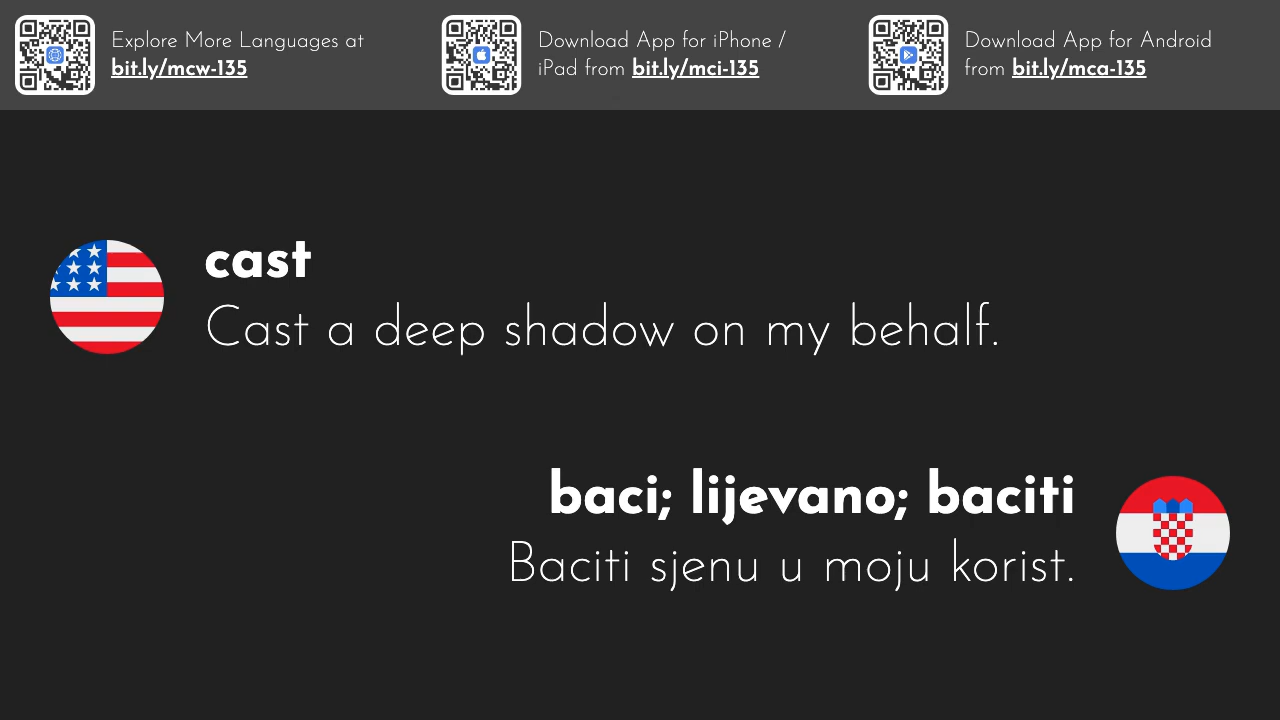 Explore More Languages at
bit.ly/mcw-135
Download App for iPhone /
iPad from bit.ly/mci-135
Download App for Android
from bit.ly/mca-135
cast
Cast a deep shadow on my behalf.
baci; lijevano; baciti
Baciti sjenu u moju korist.